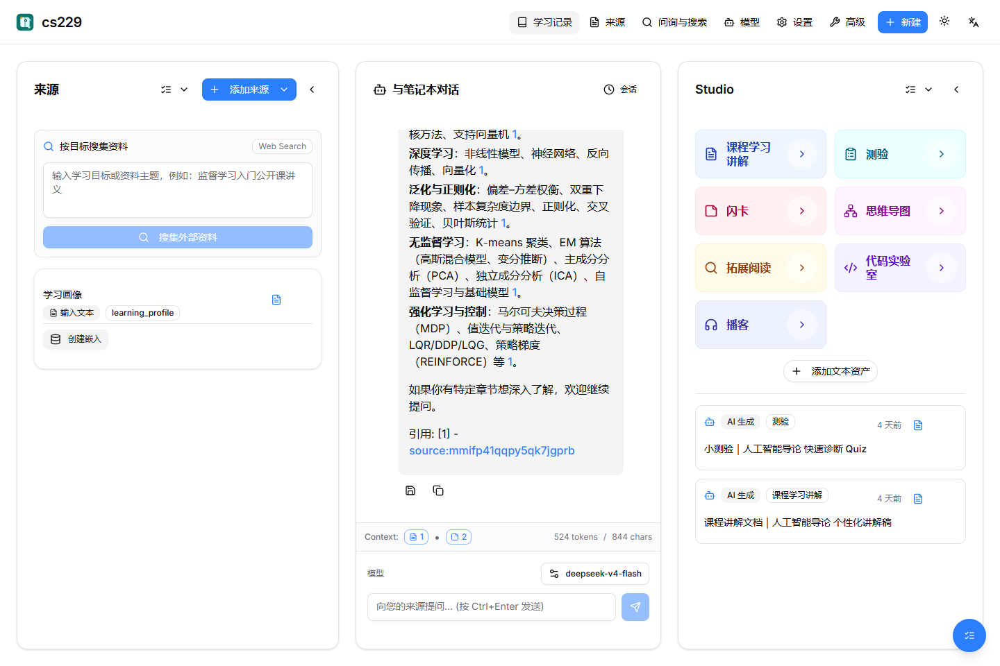 cs229
学习记录
来源
问询与搜索
模型
设置
高级
新建
来源
添加来源
按目标搜集资料
Web Search
输入学习目标或资料主题，例如：监督学习入门公开课讲
义
搜集外部资料
学习画像
输入文本
learning_profile
创建嵌入
与笔记本对话
会话
核方法、支持向量机 1。
深度学习：非线性模型、神经网络、反向
传播、向量化 1。
泛化与正则化：偏差–方差权衡、双重下
降现象、样本复杂度边界、正则化、交叉
验证、贝叶斯统计 1。
无监督学习：K-means 聚类、EM 算法
（高斯混合模型、变分推断）、主成分分
析（PCA）、独立成分分析（ICA）、自
监督学习与基础模型 1。
强化学习与控制：马尔可夫决策过程
（MDP）、值迭代与策略迭代、
LQR/DDP/LQG、策略梯度
（REINFORCE）等 1。
如果你有特定章节想深入了解，欢迎继续
提问。
引用: [1] -
source:mmifp41qqpy5qk7jgprb
Context: 1 • 2
524 tokens / 844 chars
模型
deepseek-v4-flash
向您的来源提问... (按 Ctrl+Enter 发送)
Studio
课程学习
讲解
测验
闪卡
思维导图
拓展阅读
代码实验
室
播客
添加文本资产
AI 生成 测验 4 天前
小测验 | 人工智能导论 快速诊断 Quiz
AI 生成 课程学习讲解 4 天前
课程讲解文档 | 人工智能导论 个性化讲解稿